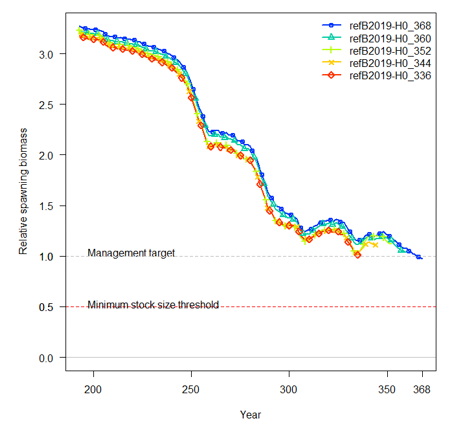 refB2019-H0_368
refB2019-H0_360
refB2019-H0_352
refB2019-H0_344
refB2019-H0_336
3.0
2.5
2.0
1.5
1.0
0.5
0.0
Relative spawning biomass
Management target
Minimum stock size threshold
200 250 300 350 368
Year